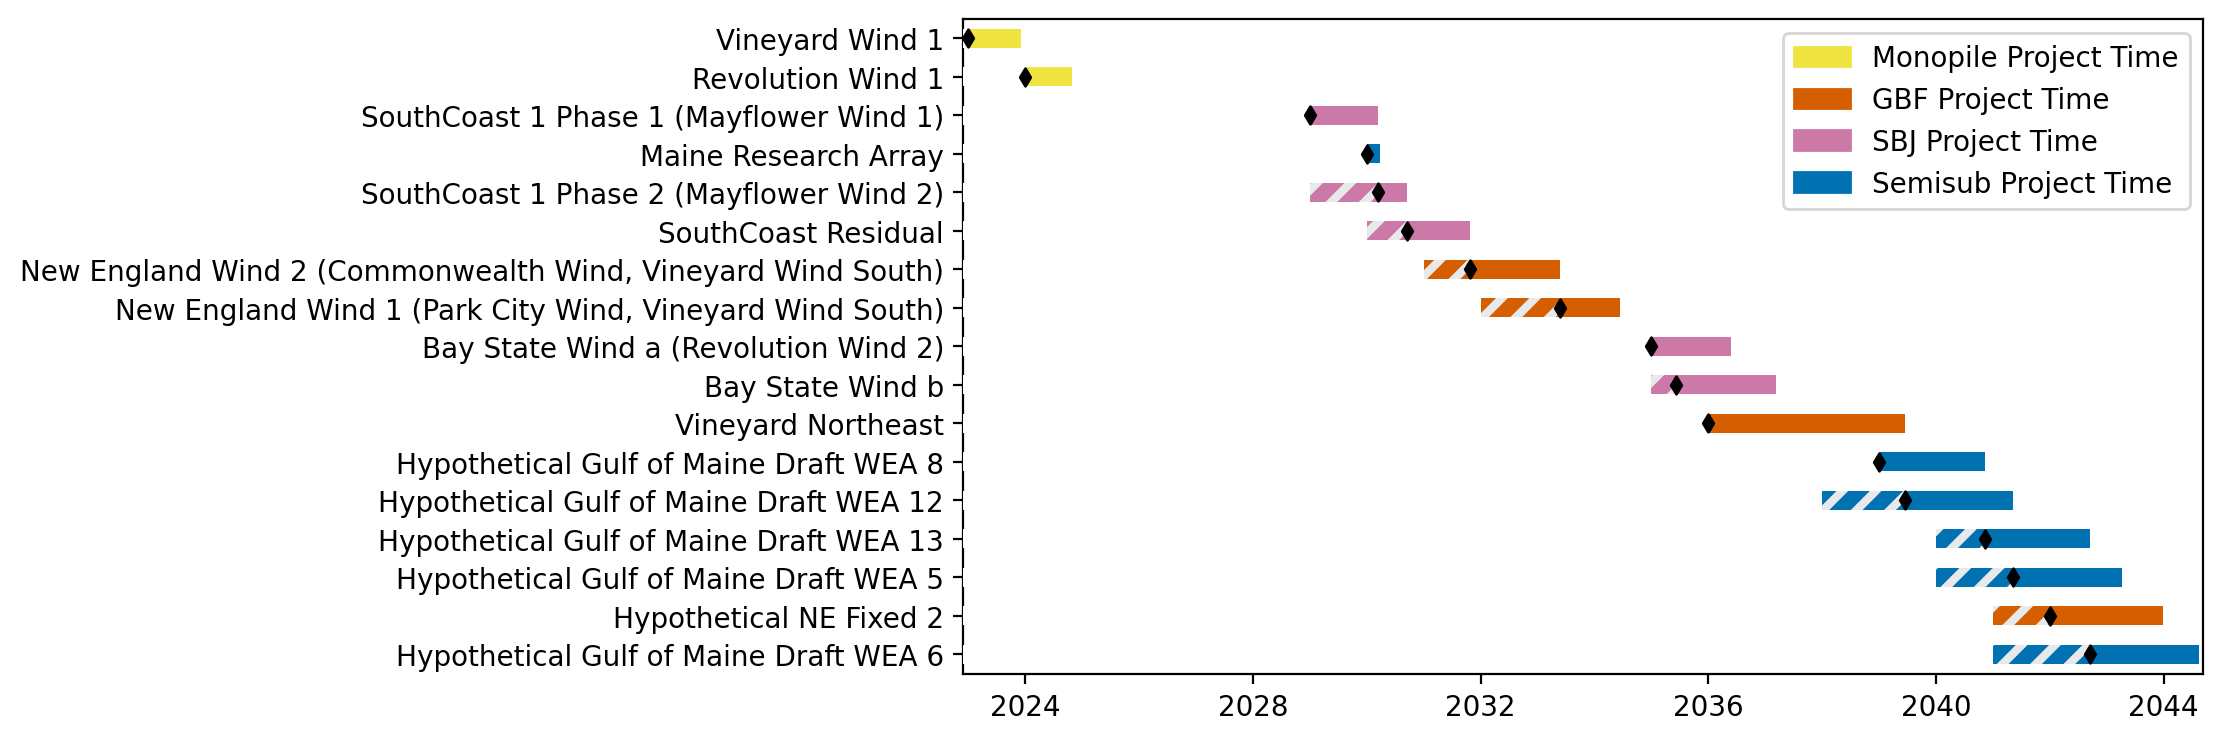 Vineyard Wind 1
Revolution Wind 1
SouthCoast 1 Phase 1 (Mayflower Wind 1)
Maine Research Array
SouthCoast 1 Phase 2 (Mayflower Wind 2)
SouthCoast Residual
New England Wind 2 (Commonwealth Wind, Vineyard Wind South)
New England Wind 1 (Park City Wind, Vineyard Wind South)
Bay State Wind a (Revolution Wind 2)
Bay State Wind b
Vineyard Northeast
Hypothetical Gulf of Maine Draft WEA 8
Hypothetical Gulf of Maine Draft WEA 12
Hypothetical Gulf of Maine Draft WEA 13
Hypothetical Gulf of Maine Draft WEA 5
Hypothetical NE Fixed 2
Hypothetical Gulf of Maine Draft WEA 6
Monopile Project Time
GBF Project Time
SBJ Project Time
Semisub Project Time
2024 2028 2032 2036 2040 2044